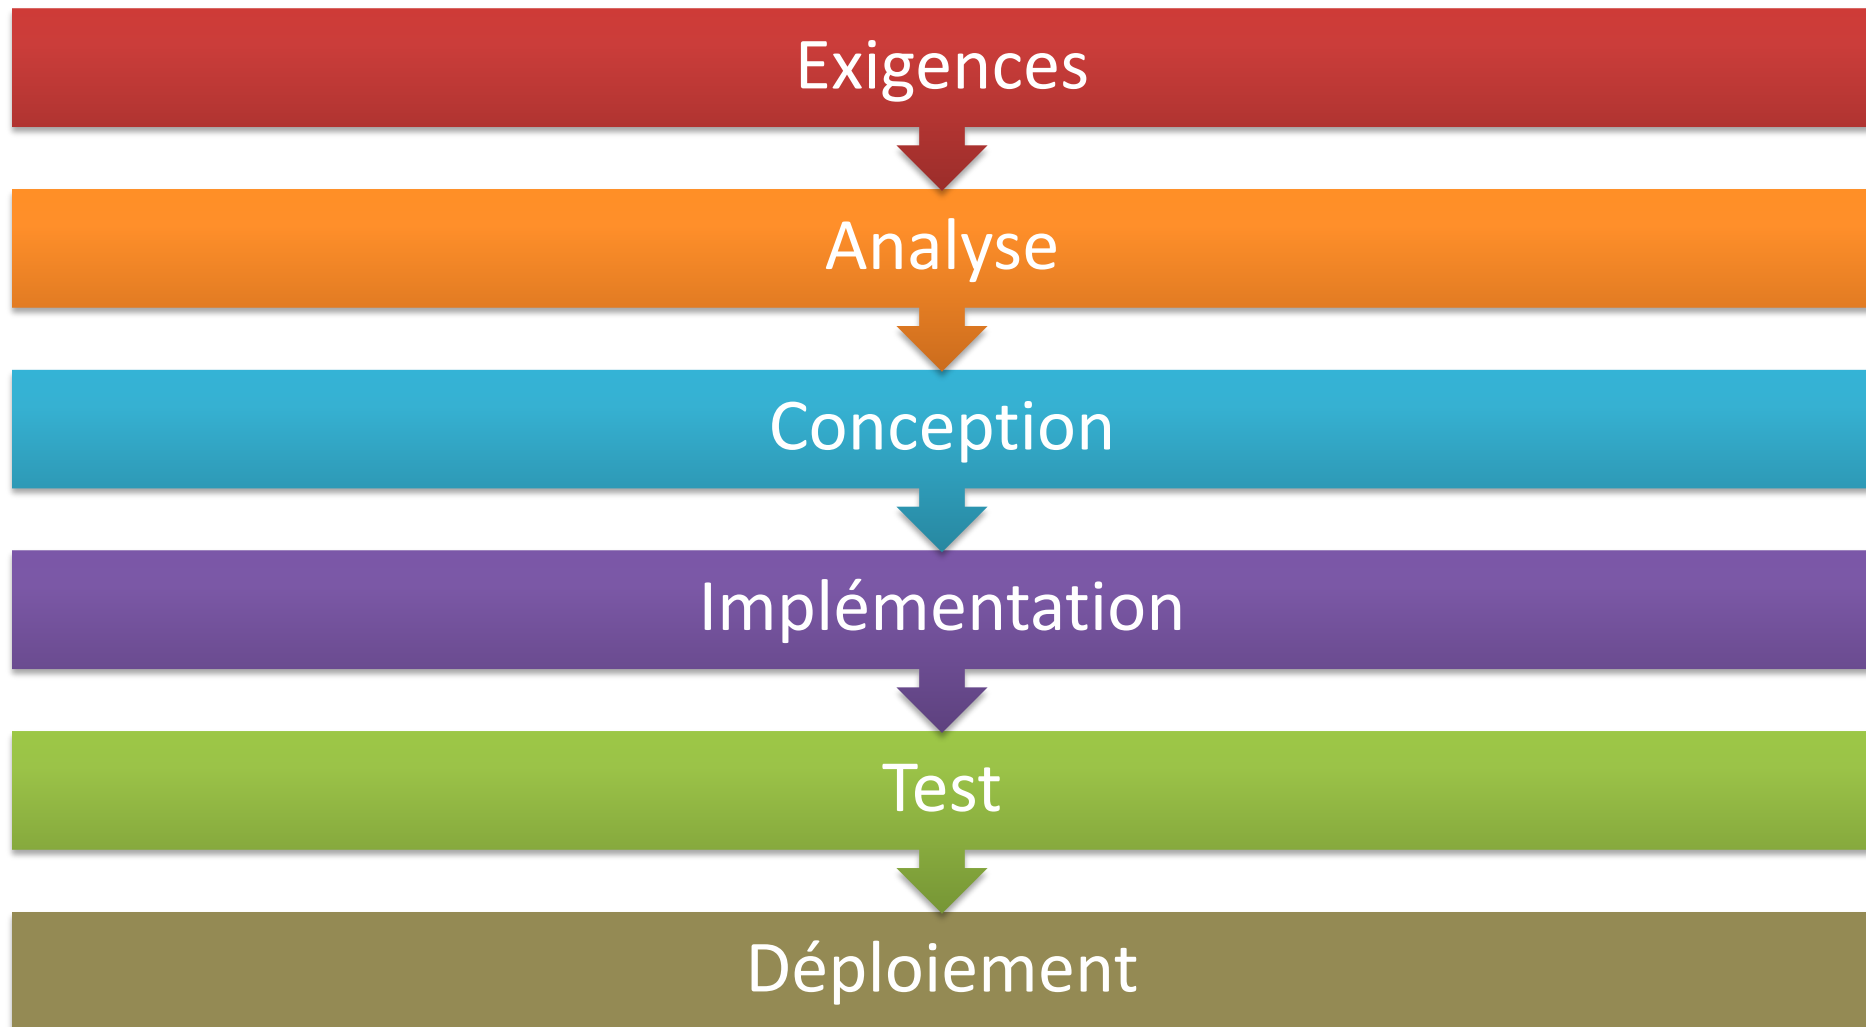 Exigences
Analyse
Conception
Implémentation
Test
Déploiement